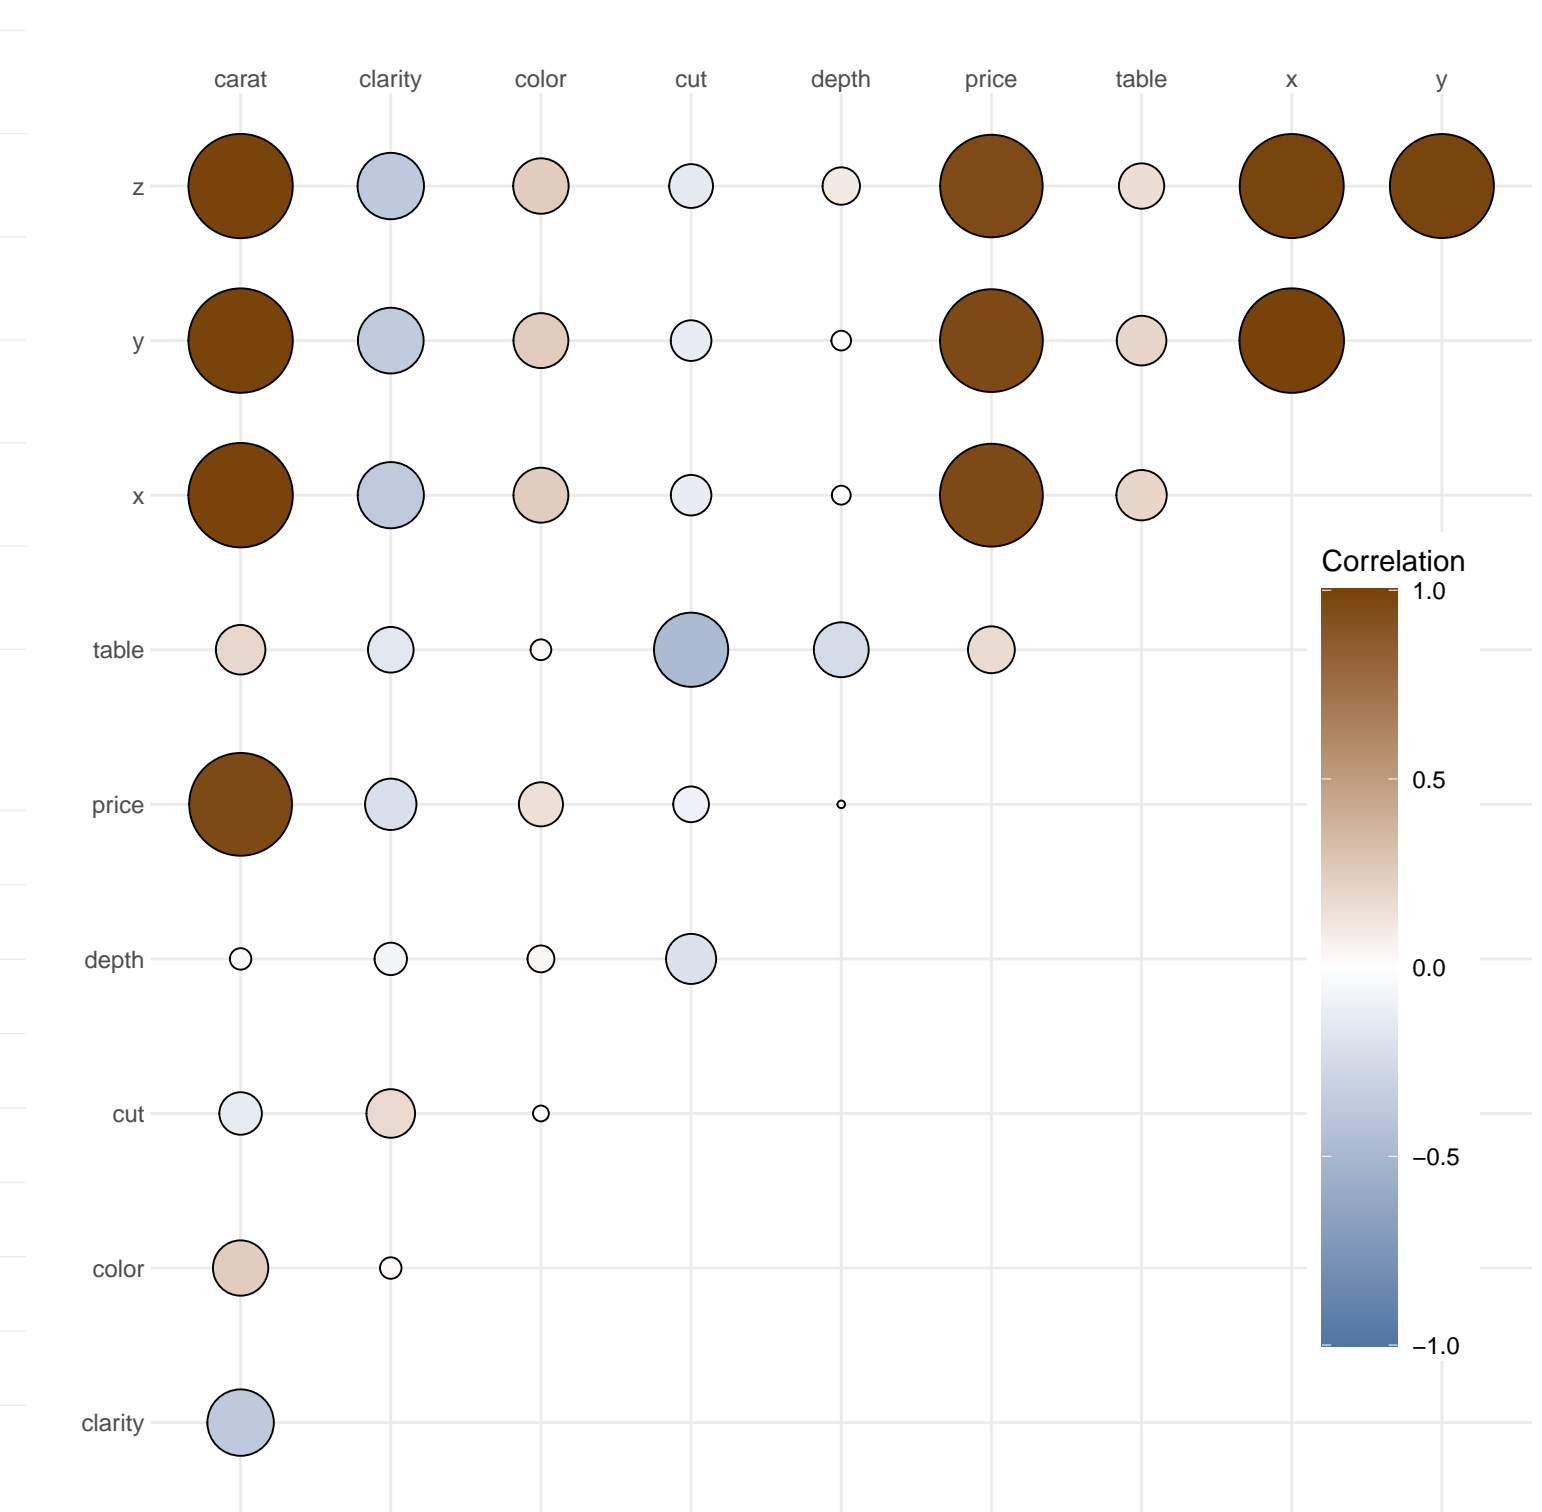 carat clarity color cut depth price table x y
z
y
x
Correlation
1.0
table
price
0.5
depth
0.0
cut
−0.5
color
−1.0
clarity